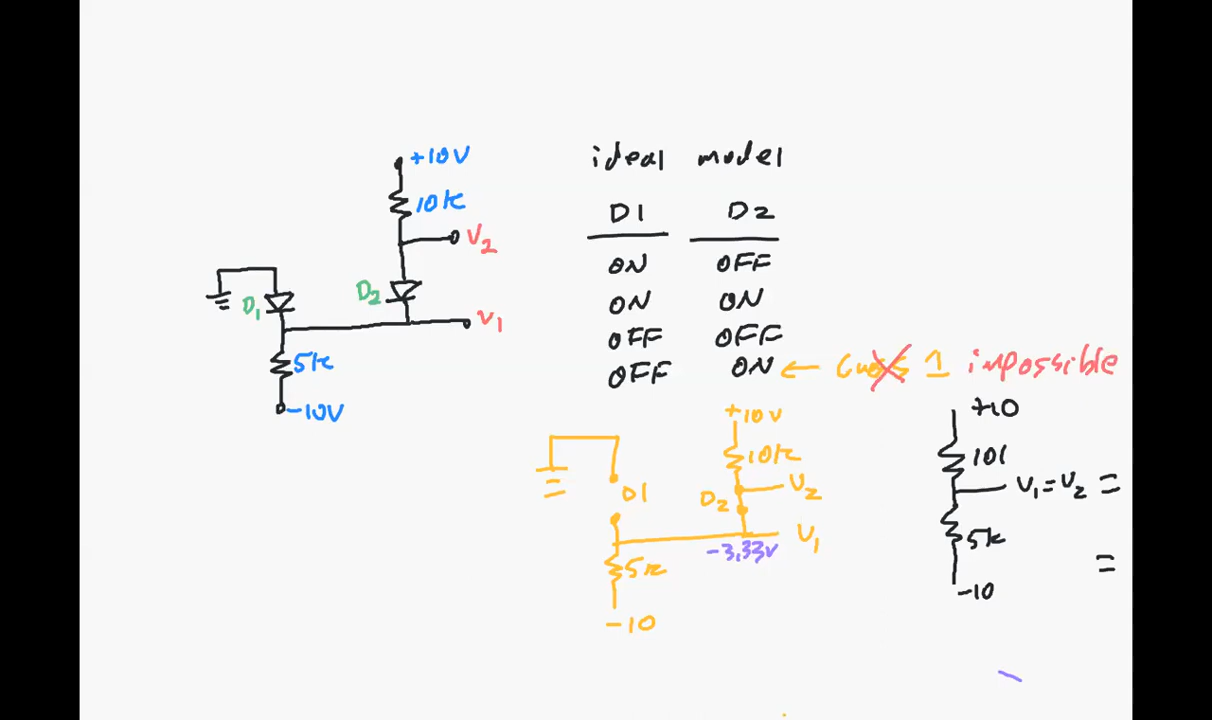 +10V
10k
V2
D1
D2
V1
5k
-10V
ideal model
D1 D2
ON OFF
ON ON
OFF OFF
OFF ON ← 1 impossible
+10V
10k
D1
D2
V2
V1
-3,33v
5k
-10
+10
V1=V2 =
5k
=
-10